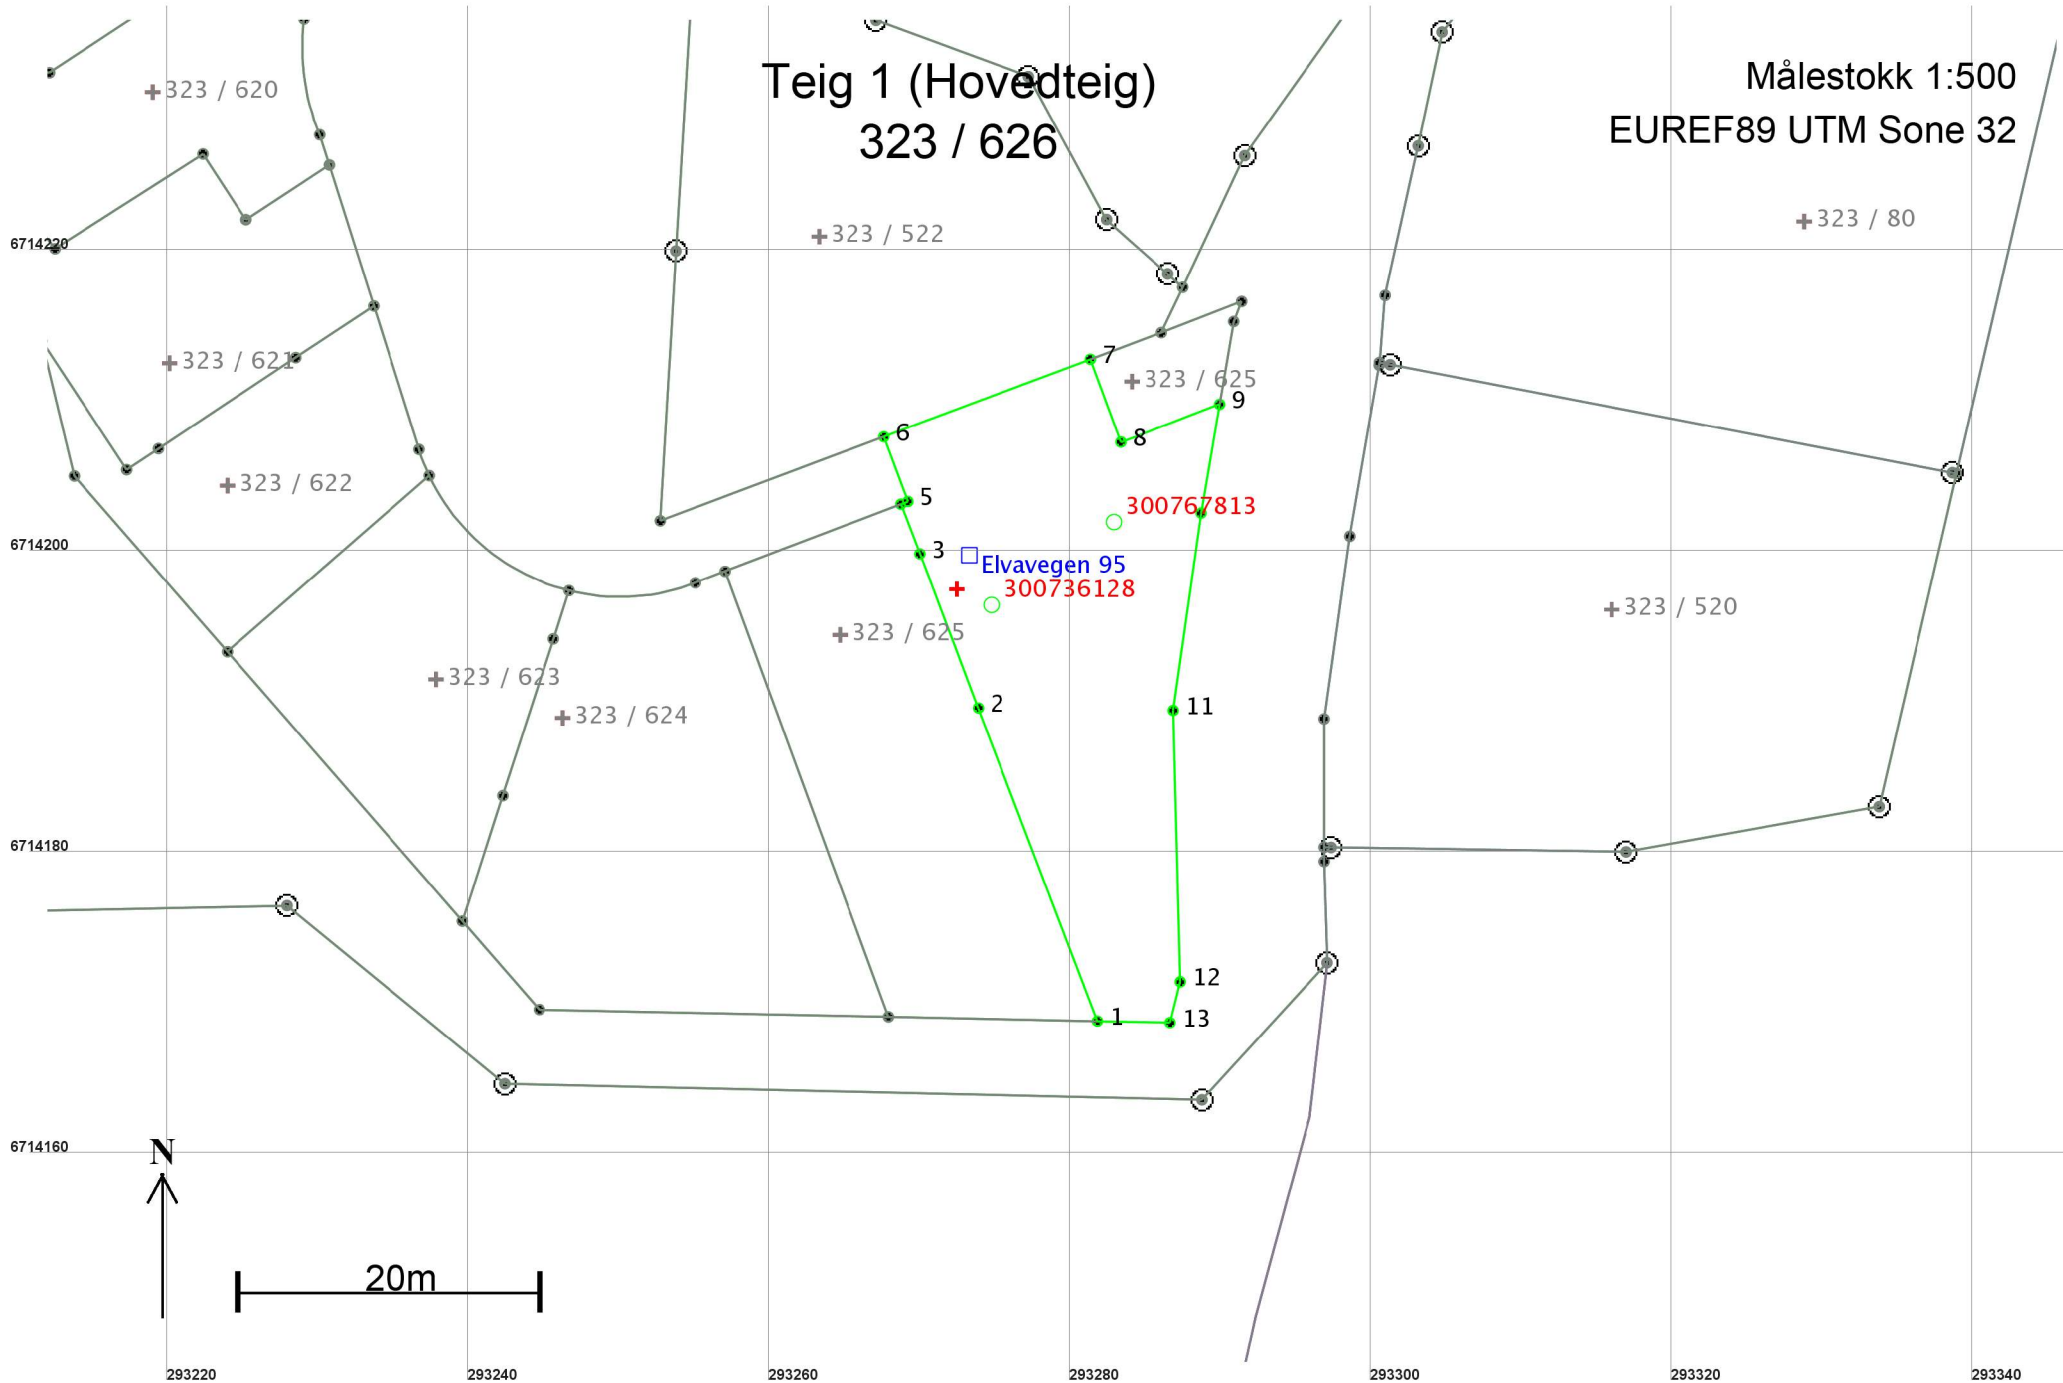 Teig 1 (Hovedteig)
323 / 626
Målestokk 1:500
EUREF89 UTM Sone 32
323 / 620
323 / 522
323 / 80
6714220
7
323 / 621
323 / 625
9
6
8
323 / 622
5
300767813
6714200
3
Elvavegen 95
300736128
323 / 520
323 / 625
323 / 623
2
11
323 / 624
6714180
12
1
13
6714160
N
20m
293220
293240
293260
293280
293300
293320
293340